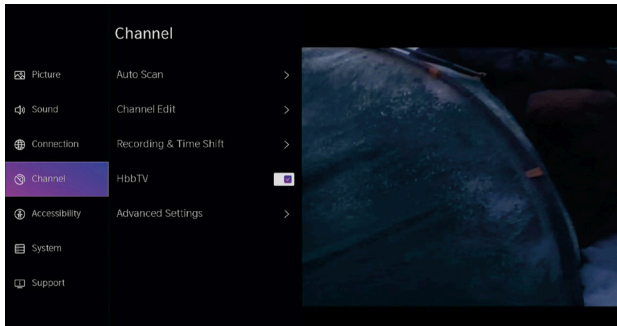 Channel
Picture
Sound
Connection
Channel
Accessibility
System
Support
Auto Scan
Channel Edit
Recording & Time Shift
HbbTV
Advanced Settings